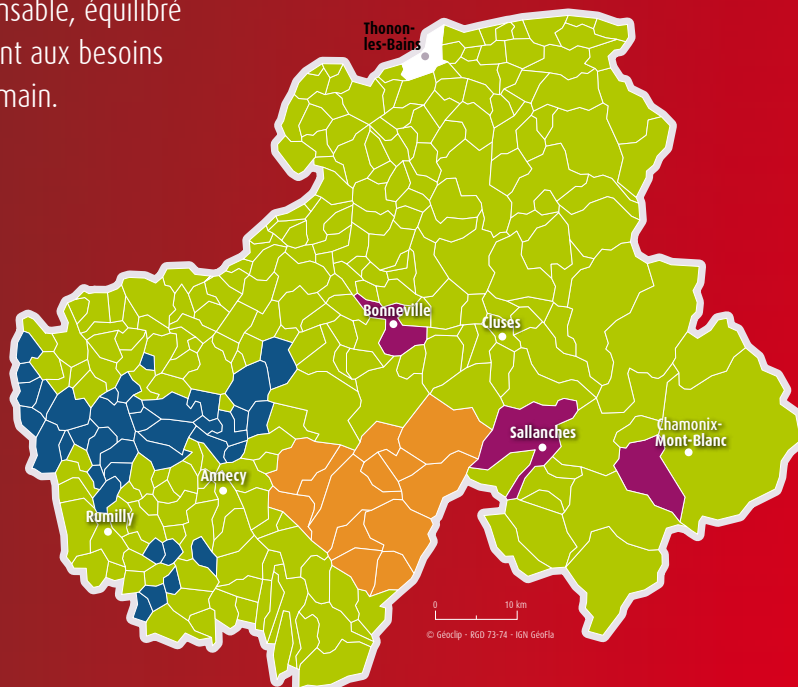 nsable, équilibré
nt aux besoins
main.
Thonon-
les-Bains
Bonneville
Cluses
Sallanches
Chamonix-
Mont-Blanc
Annecy
Rumilly
0 10 km
© Géoclip - RGD 73-74 - IGN GéoFla